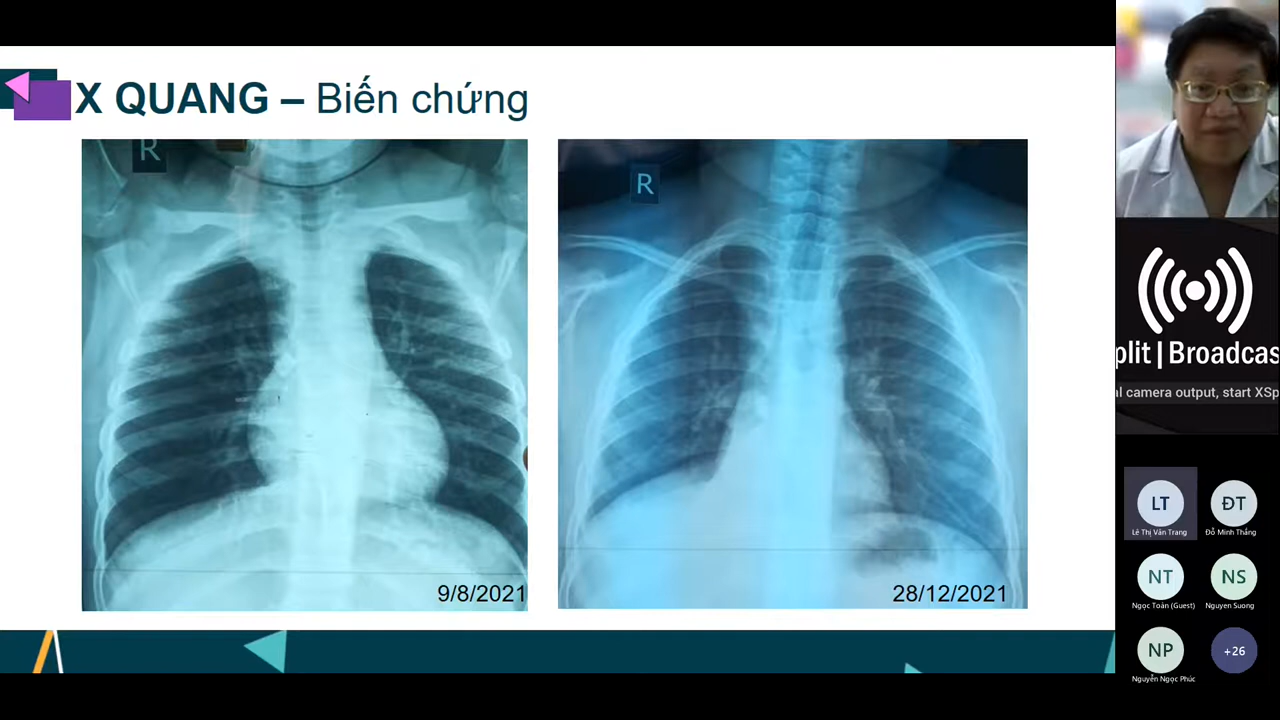 X QUANG – Biến chứng
R
R
9/8/2021
28/12/2021
plit | Broadcas
l camera output, start XSp
LT
Lê Thị Vân Trang
ĐT
Đỗ Minh Thắng
NT
Ngọc Toàn (Guest)
NS
Nguyen Suong
NP
Nguyễn Ngọc Phúc
+26